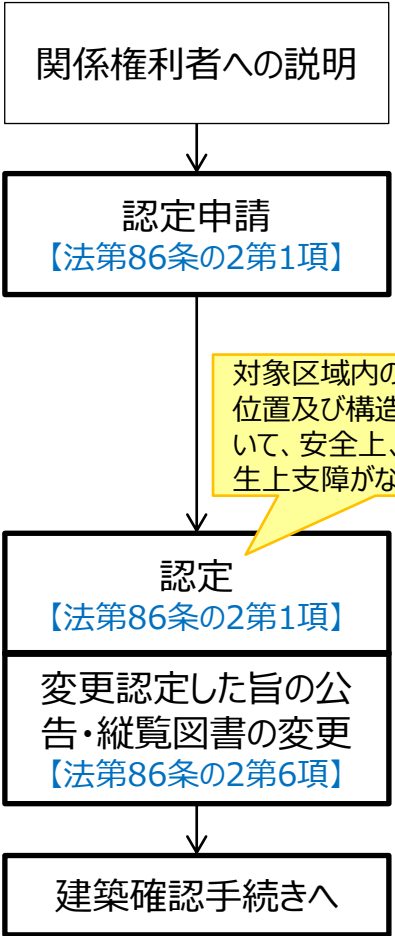 関係権利者への説明
認定申請
【法第86条の2第1項】
対象区域内の
位置及び構造
いて、安全上、
生上支障がな
認定
【法第86条の2第1項】
変更認定した旨の公
告・縦覧図書の変更
【法第86条の2第6項】
建築確認手続きへ